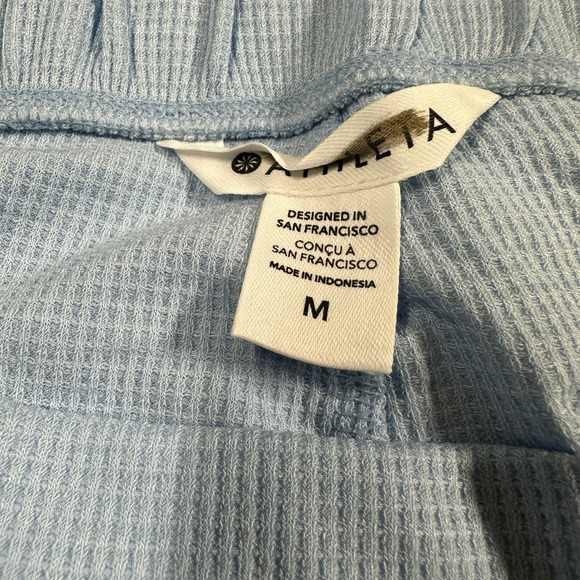 ATHLETA
DESIGNED IN
SAN FRANCISCO
CONÇU À
SAN FRANCISCO
MADE IN INDONESIA
M